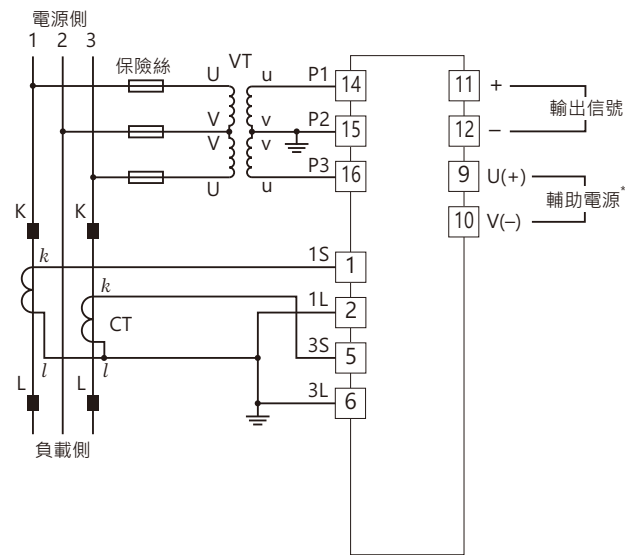 電源側
1 2 3
保險絲
VT
U u P1 14
V v P2 15
V v
U u P3 16
11 +
12 –
輸出信號
9 U(+)
10 V(–)
輔助電源*
K K
k 1S 1
k 1L 2
CT
3S 5
l l
L L
3L 6
負載側